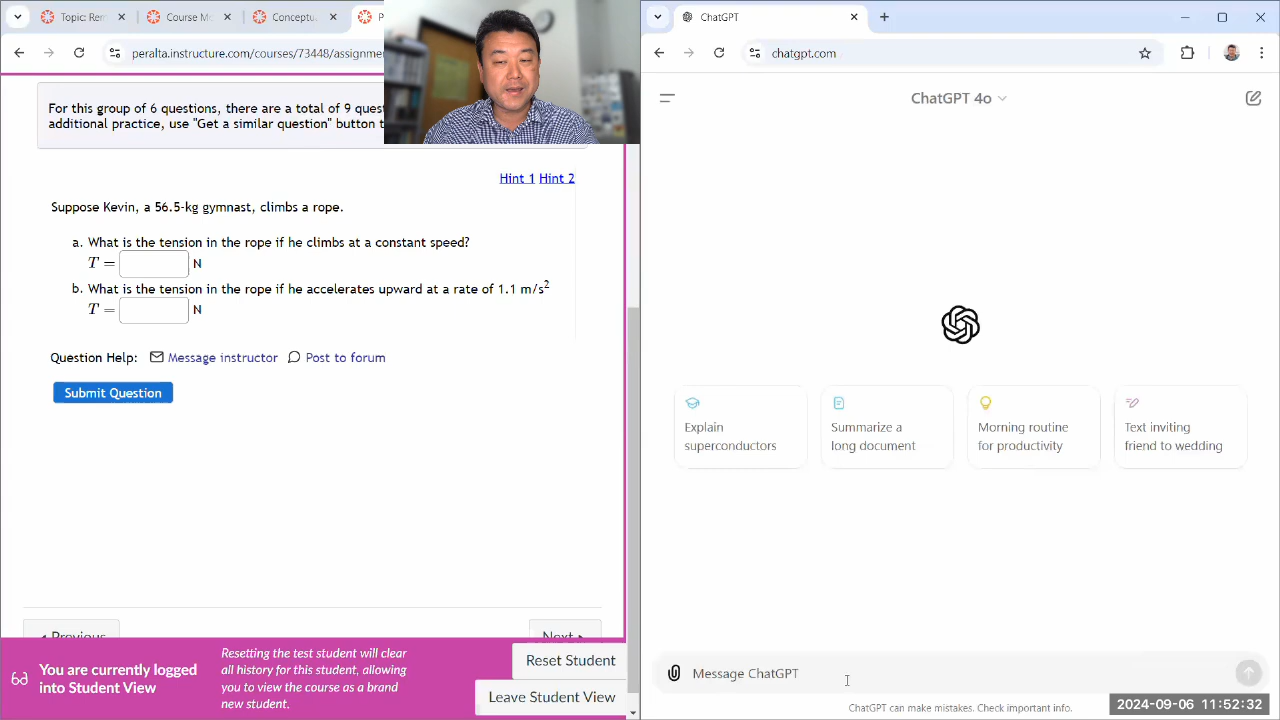 Topic: Rem
Course Mo
Conceptu
P
peralta.instructure.com/courses/73448/assignme
For this group of 6 questions, there are a total of 9 ques
additional practice, use "Get a similar question" button t
Hint 1 Hint 2
Suppose Kevin, a 56.5-kg gymnast, climbs a rope.
a. What is the tension in the rope if he climbs at a constant speed?
T = N
b. What is the tension in the rope if he accelerates upward at a rate of 1.1 m/s²
T = N
Question Help: Message instructor Post to forum
Submit Question
Previous
Next
You are currently logged
into Student View
Resetting the test student will clear
all history for this student, allowing
you to view the course as a brand
new student.
Reset Student
Leave Student View
ChatGPT
chatgpt.com
ChatGPT 4o
Explain
superconductors
Summarize a
long document
Morning routine
for productivity
Text inviting
friend to wedding
Message ChatGPT
ChatGPT can make mistakes. Check important info.
2024-09-06 11:52:32